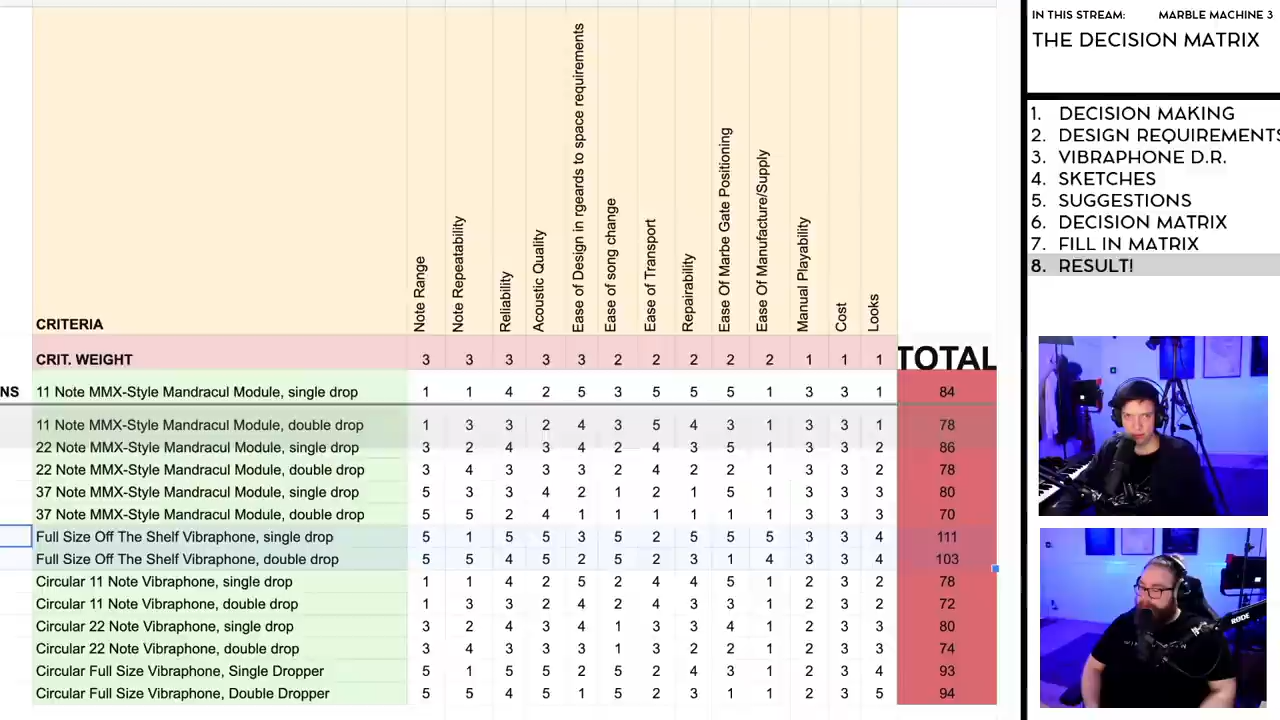 IN THIS STREAM: MARBLE MACHINE 3
THE DECISION MATRIX
1. DECISION MAKING
2. DESIGN REQUIREMENTS
3. VIBRAPHONE D.R.
4. SKETCHES
5. SUGGESTIONS
6. DECISION MATRIX
7. FILL IN MATRIX
8. RESULT!
CRITERIA
Note Range
Note Repeatability
Reliability
Acoustic Quality
Ease of Design in rgeards to space requirements
Ease of song change
Ease of Transport
Repairability
Ease Of Marbe Gate Positioning
Ease Of Manufacture/Supply
Manual Playability
Cost
Looks
CRIT. WEIGHT 3 3 3 3 3 2 2 2 2 2 1 1 1 TOTAL
NS 11 Note MMX-Style Mandracul Module, single drop 1 1 4 2 5 3 5 5 5 1 3 3 1 84
11 Note MMX-Style Mandracul Module, double drop 1 3 3 2 4 3 5 4 3 1 3 3 1 78
22 Note MMX-Style Mandracul Module, single drop 3 2 4 3 4 2 4 3 5 1 3 3 2 86
22 Note MMX-Style Mandracul Module, double drop 3 4 3 3 3 2 4 2 2 1 3 3 2 78
37 Note MMX-Style Mandracul Module, single drop 5 3 3 4 2 1 2 1 5 1 3 3 3 80
37 Note MMX-Style Mandracul Module, double drop 5 5 2 4 1 1 1 1 1 1 3 3 3 70
Full Size Off The Shelf Vibraphone, single drop 5 1 5 5 3 5 2 5 5 5 3 3 4 111
Full Size Off The Shelf Vibraphone, double drop 5 5 4 5 2 5 2 3 1 4 3 3 4 103
Circular 11 Note Vibraphone, single drop 1 1 4 2 5 2 4 4 5 1 2 3 2 78
Circular 11 Note Vibraphone, double drop 1 3 3 2 4 2 4 3 3 1 2 3 2 72
Circular 22 Note Vibraphone, single drop 3 2 4 3 4 1 3 3 4 1 2 3 2 80
Circular 22 Note Vibraphone, double drop 3 4 3 3 3 1 3 2 2 1 2 3 2 74
Circular Full Size Vibraphone, Single Dropper 5 1 5 5 2 5 2 4 3 1 2 3 4 93
Circular Full Size Vibraphone, Double Dropper 5 5 4 5 1 5 2 3 1 1 2 3 5 94
RODE